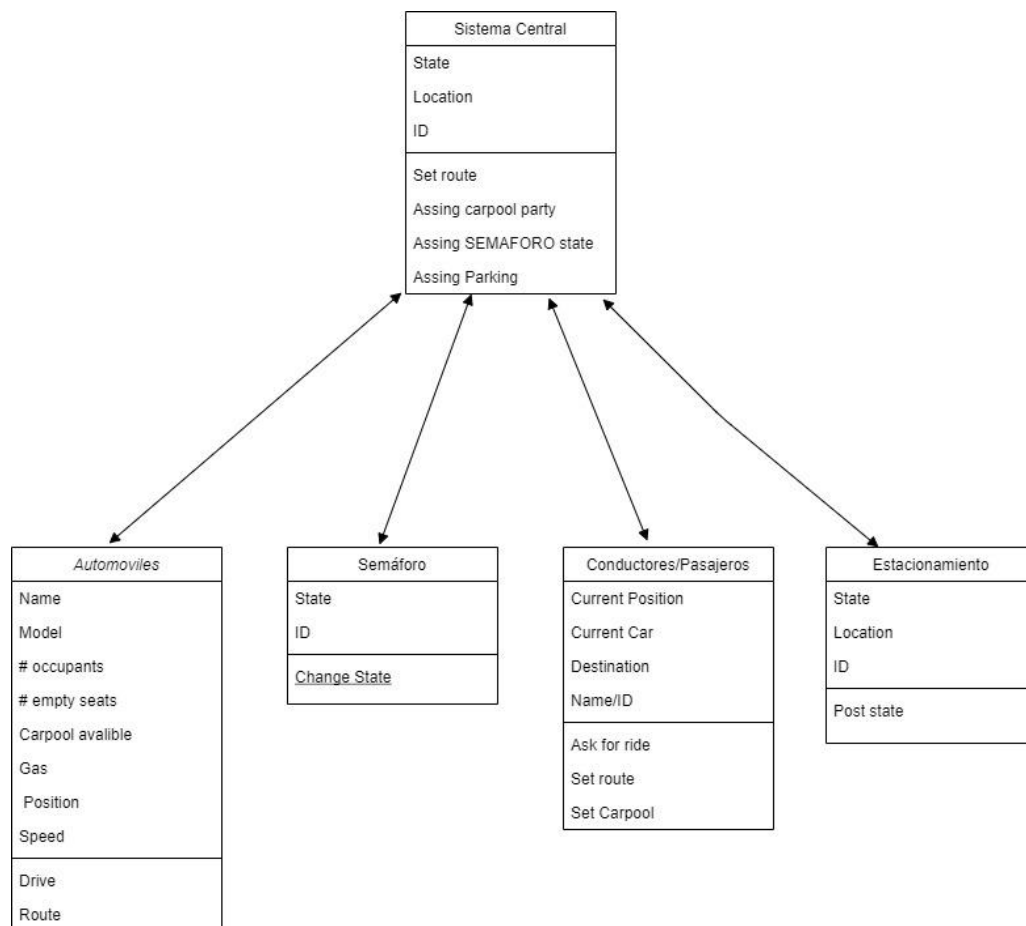 Sistema Central
State
Location
ID
Set route
Assing carpool party
Assing SEMAFORO state
Assing Parking
Automoviles
Name
Model
# occupants
# empty seats
Carpool avalible
Gas
Position
Speed
Drive
Route
Semáforo
State
ID
Change State
Conductores/Pasajeros
Current Position
Current Car
Destination
Name/ID
Ask for ride
Set route
Set Carpool
Estacionamiento
State
Location
ID
Post state